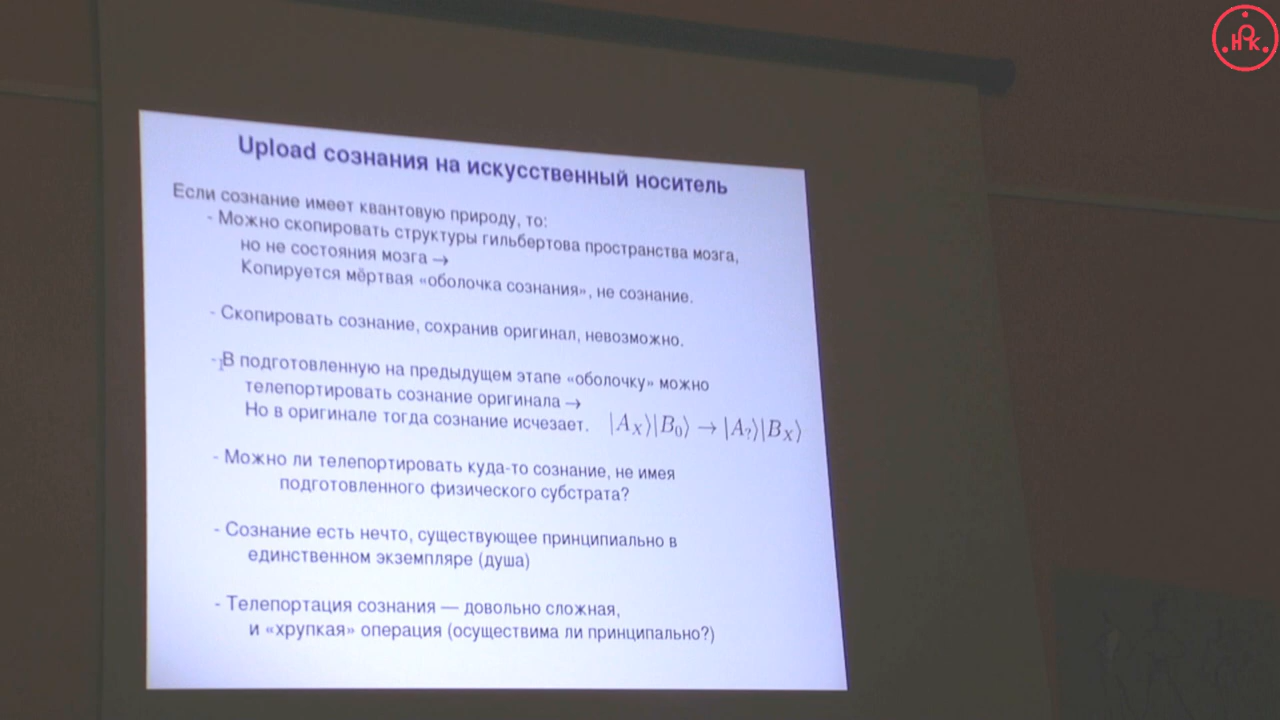 НРК
Upload сознания на искусственный носитель
Если сознание имеет квантовую природу, то:
- Можно скопировать структуры гильбертова пространства мозга,
но не состояния мозга →
Копируется мёртвая «оболочка сознания», не сознание.
- Скопировать сознание, сохранив оригинал, невозможно.
- В подготовленную на предыдущем этапе «оболочку» можно
телепортировать сознание оригинала →
Но в оригинале тогда сознание исчезает. |A_X⟩|B_0⟩ → |A_?⟩|B_X⟩
- Можно ли телепортировать куда-то сознание, не имея
подготовленного физического субстрата?
- Сознание есть нечто, существующее принципиально в
единственном экземпляре (душа)
- Телепортация сознания — довольно сложная,
и «хрупкая» операция (осуществима ли принципально?)